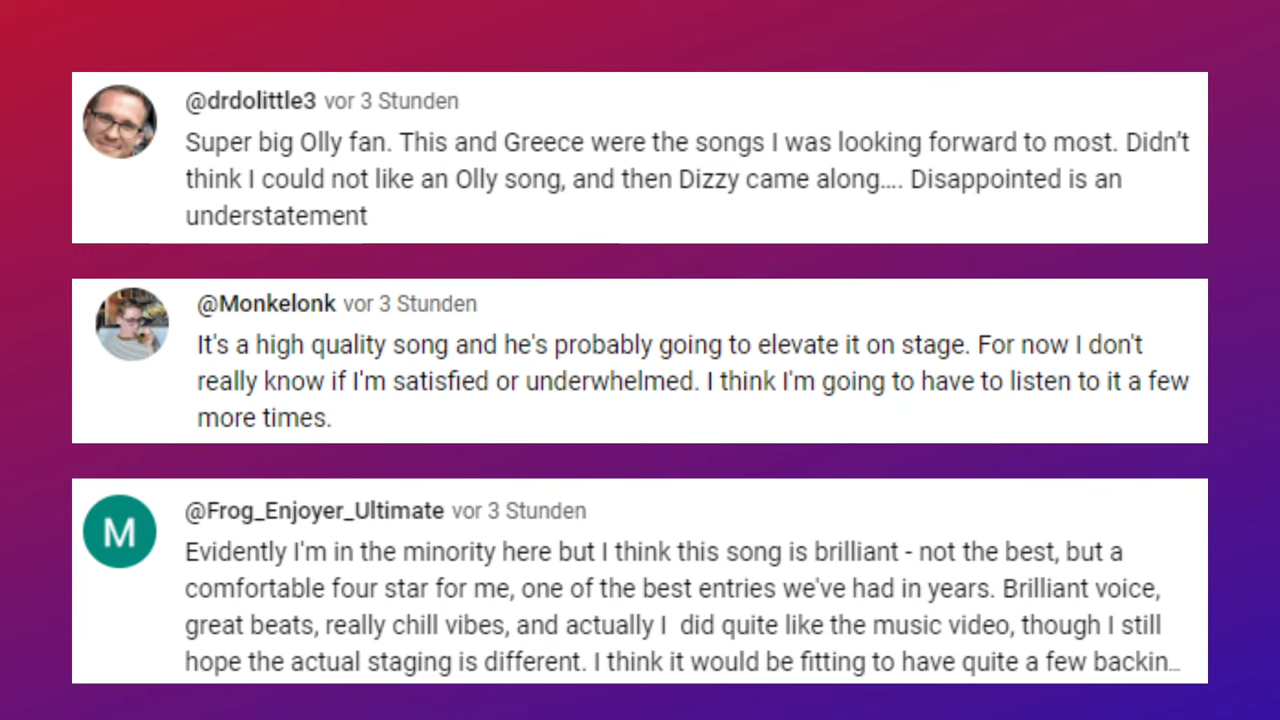 @drdolittle3 vor 3 Stunden
Super big Olly fan. This and Greece were the songs I was looking forward to most. Didn't
think I could not like an Olly song, and then Dizzy came along.... Disappointed is an
understatement
@Monkelonk vor 3 Stunden
It's a high quality song and he's probably going to elevate it on stage. For now I don't
really know if I'm satisfied or underwhelmed. I think I'm going to have to listen to it a few
more times.
M
@Frog_Enjoyer_Ultimate vor 3 Stunden
Evidently I'm in the minority here but I think this song is brilliant - not the best, but a
comfortable four star for me, one of the best entries we've had in years. Brilliant voice,
great beats, really chill vibes, and actually I  did quite like the music video, though I still
hope the actual staging is different. I think it would be fitting to have quite a few backin...